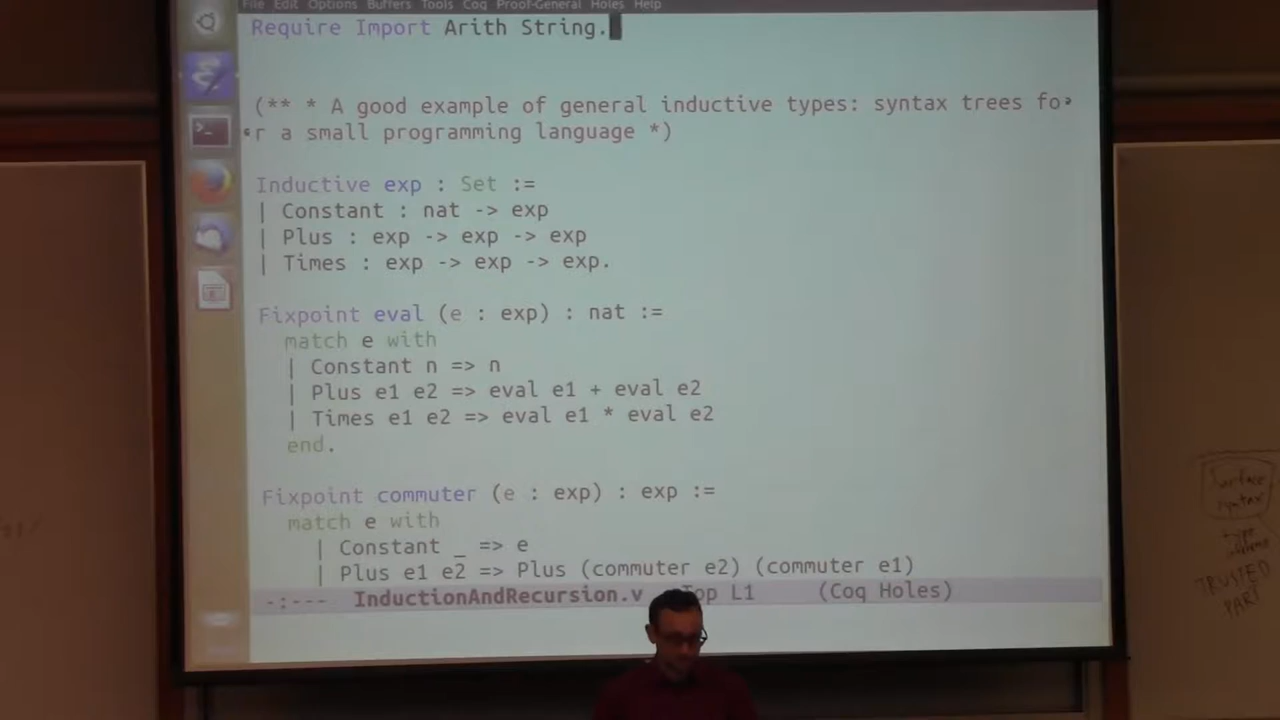 File Edit Options Buffers Tools Coq Proof-General Holes Help
Require Import Arith String.
(** * A good example of general inductive types: syntax trees fo
r a small programming language *)
Inductive exp : Set :=
| Constant : nat -> exp
| Plus : exp -> exp -> exp
| Times : exp -> exp -> exp.
Fixpoint eval (e : exp) : nat :=
match e with
| Constant n => n
| Plus e1 e2 => eval e1 + eval e2
| Times e1 e2 => eval e1 * eval e2
end.
Fixpoint commuter (e : exp) : exp :=
match e with
| Constant _ => e
| Plus e1 e2 => Plus (commuter e2) (commuter e1)
-:--- InductionAndRecursion.v Top L1 (Coq Holes)
Surface
syntax
type
TRUSTED
PART